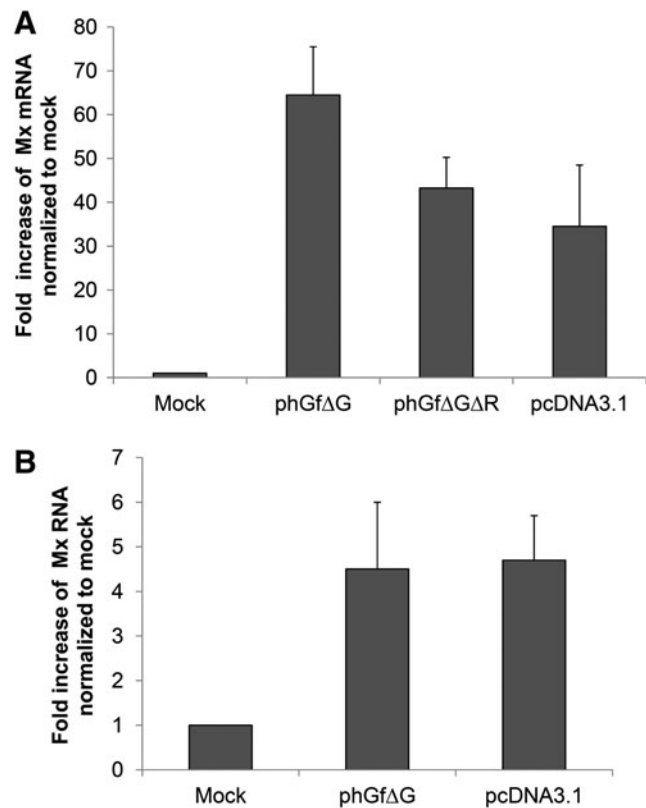 A
Fold increase of Mx mRNA
normalized to mock
80
70
60
50
40
30
20
10
0
Mock phGfΔG phGfΔGΔR pcDNA3.1
B
Fold increase of Mx RNA
normalized to mock
7
6
5
4
3
2
1
0
Mock phGfΔG pcDNA3.1